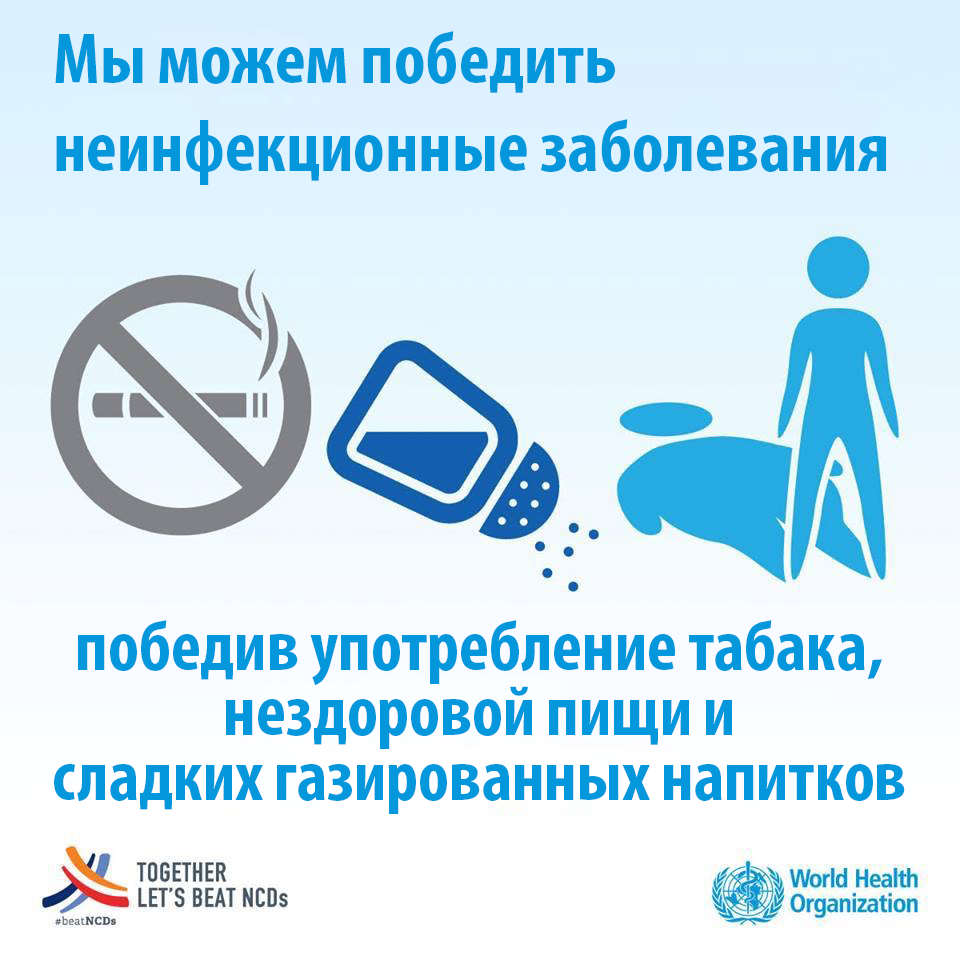 Мы можем победить
неинфекционные заболевания
победив употребление табака,
нездоровой пищи и
сладких газированных напитков
TOGETHER
LET'S BEAT NCDs
#beatNCDs
World Health
Organization